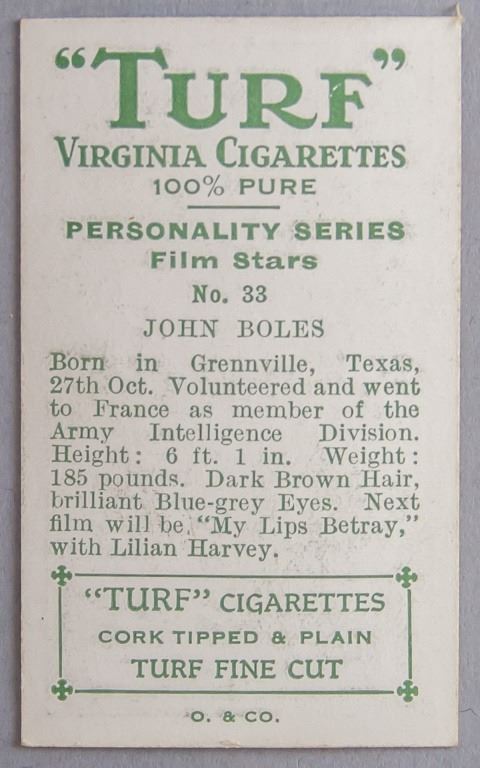 “TURF”
VIRGINIA CIGARETTES
100% PURE
PERSONALITY SERIES
Film Stars
No. 33
JOHN BOLES
Born in Grennville, Texas,
27th Oct. Volunteered and went
to France as member of the
Army Intelligence Division.
Height: 6 ft. 1 in. Weight:
185 pounds. Dark Brown Hair,
brilliant Blue-grey Eyes. Next
film will be, “My Lips Betray,”
with Lilian Harvey.
“TURF” CIGARETTES
CORK TIPPED & PLAIN
TURF FINE CUT
O. & CO.